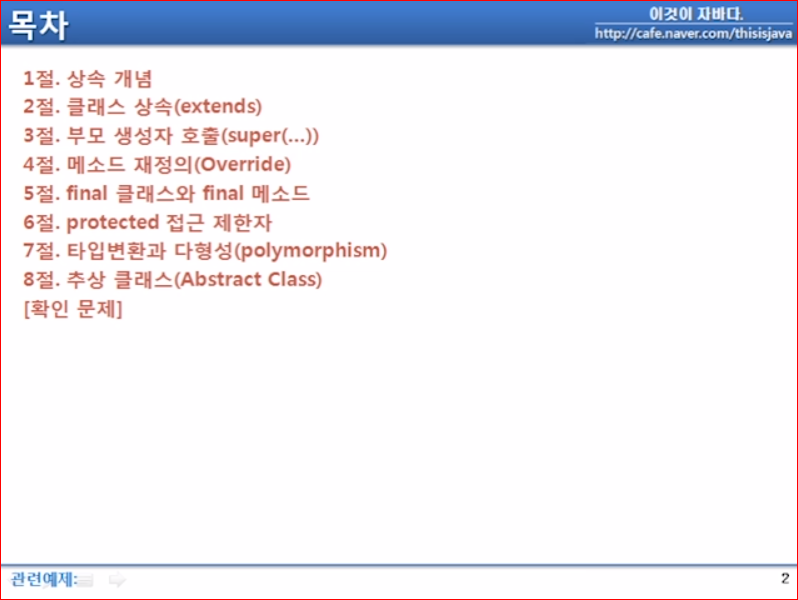 목차
이것이 자바다.
http://cafe.naver.com/thisisjava
1절. 상속 개념
2절. 클래스 상속(extends)
3절. 부모 생성자 호출(super(...))
4절. 메소드 재정의(Override)
5절. final 클래스와 final 메소드
6절. protected 접근 제한자
7절. 타입변환과 다형성(polymorphism)
8절. 추상 클래스(Abstract Class)
[확인 문제]
관련예제:
2